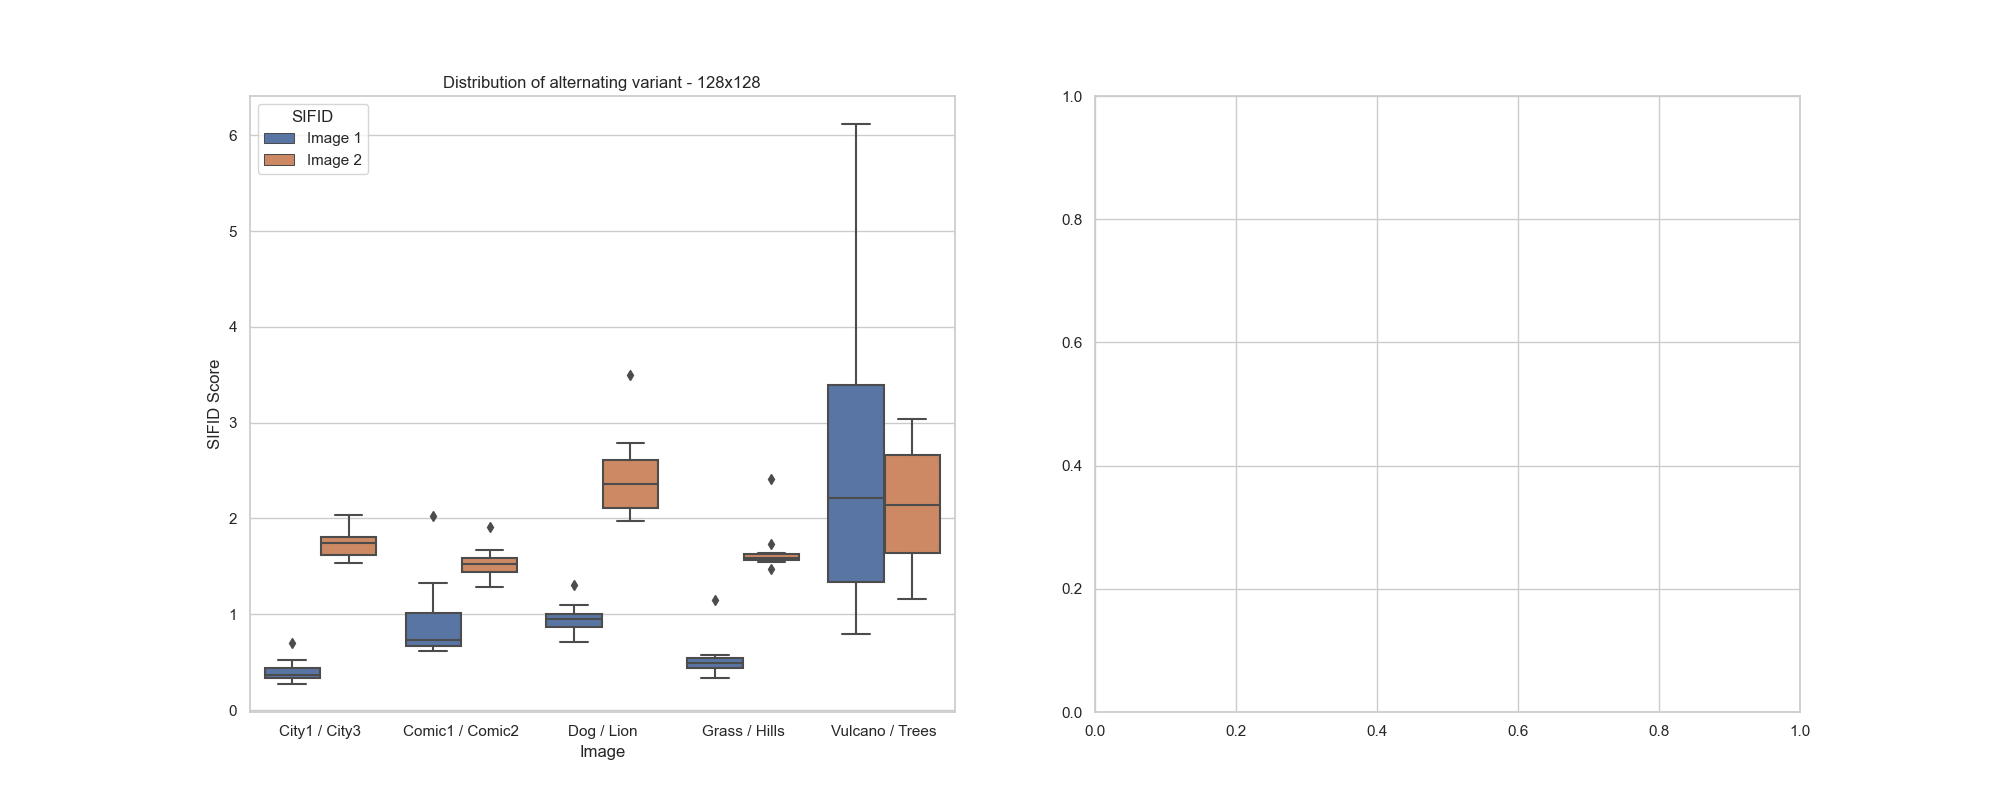 Distribution of alternating variant - 128x128
SIFID
Image 1
Image 2
6
5
4
3
2
1
0
SIFID Score
City1 / City3 Comic1 / Comic2 Dog / Lion Grass / Hills Vulcano / Trees
Image
1.0
0.8
0.6
0.4
0.2
0.0
0.0 0.2 0.4 0.6 0.8 1.0